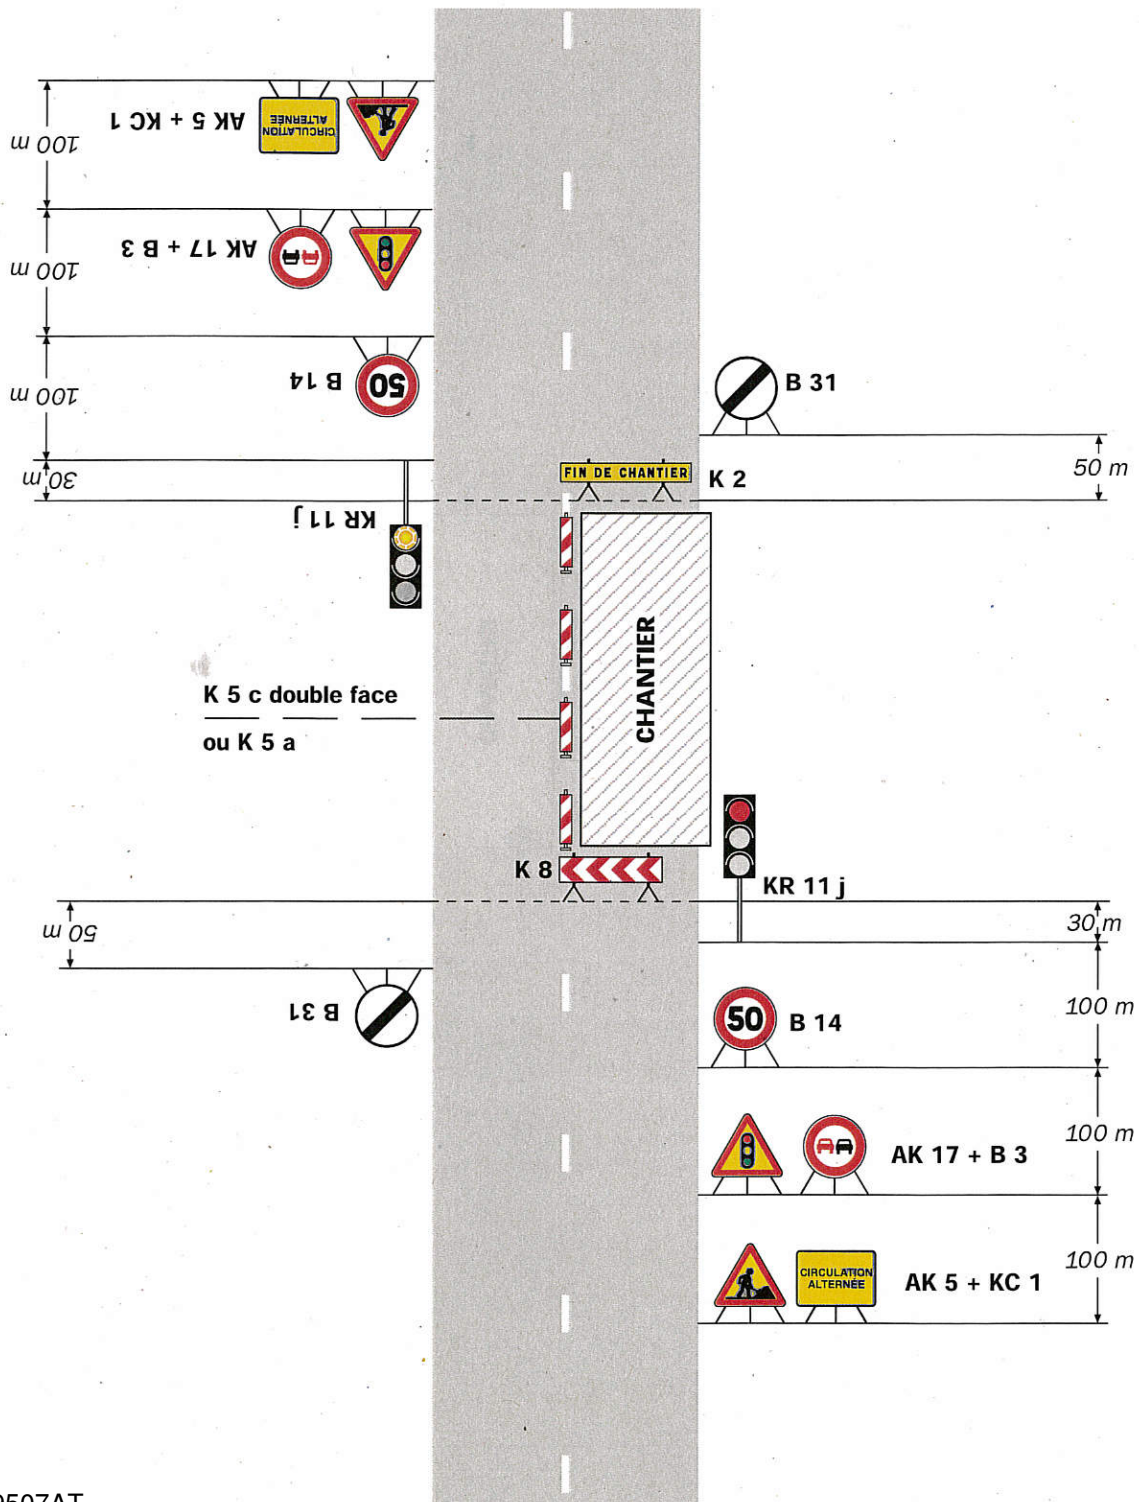 100 m
AK 5 + KC 1
CIRCULATION
ALTERNÉE
100 m
AK 17 + B 3
100 m
B 14
50
B 31
30 m
KR 11 j
FIN DE CHANTIER
K 2
50 m
CHANTIER
K 5 c double face
ou K 5 a
K 8
KR 11 j
30 m
50 m
B 31
50
B 14
100 m
AK 17 + B 3
100 m
CIRCULATION
ALTERNÉE
AK 5 + KC 1
100 m